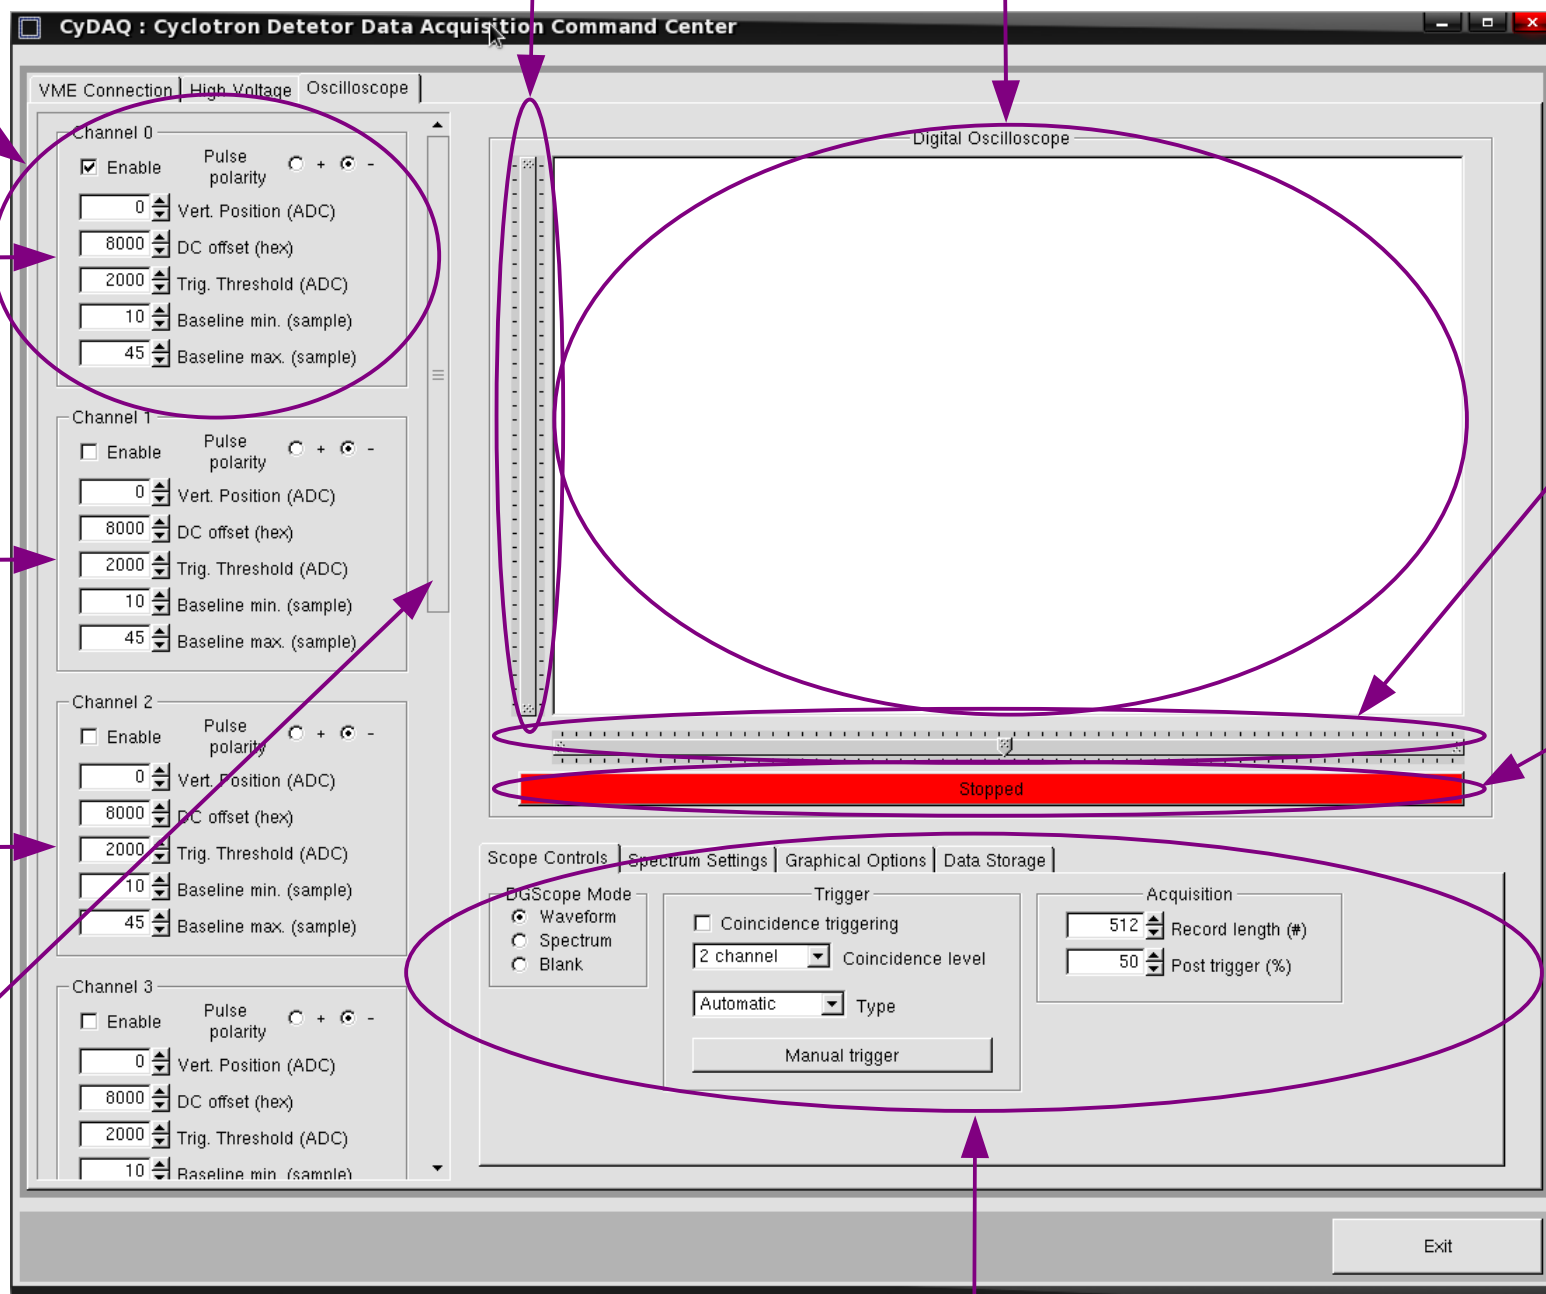 CyDAQ : Cyclotron Detetor Data Acquisition Command Center
VME Connection High Voltage Oscilloscope
Channel 0
Enable Pulse polarity + -
0 Vert. Position (ADC)
8000 DC offset (hex)
2000 Trig. Threshold (ADC)
10 Baseline min. (sample)
45 Baseline max. (sample)
Channel 1
Enable Pulse polarity + -
0 Vert. Position (ADC)
8000 DC offset (hex)
2000 Trig. Threshold (ADC)
10 Baseline min. (sample)
45 Baseline max. (sample)
Channel 2
Enable Pulse polarity + -
0 Vert. Position (ADC)
8000 DC offset (hex)
2000 Trig. Threshold (ADC)
10 Baseline min. (sample)
45 Baseline max. (sample)
Channel 3
Enable Pulse polarity + -
0 Vert. Position (ADC)
8000 DC offset (hex)
2000 Trig. Threshold (ADC)
10 Baseline min. (sample)
Digital Oscilloscope
Stopped
Scope Controls Spectrum Settings Graphical Options Data Storage
DGScope Mode
Waveform
Spectrum
Blank
Trigger
Coincidence triggering
2 channel Coincidence level
Automatic Type
Manual trigger
Acquisition
512 Record length (#)
50 Post trigger (%)
Exit